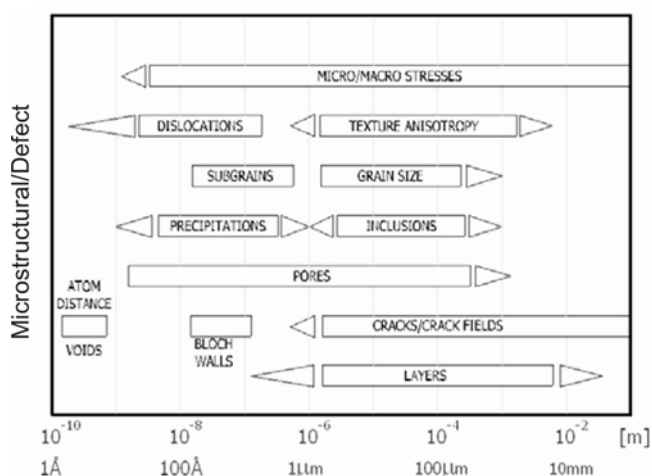 Microstructural/Defect
MICRO/MACRO STRESSES
DISLOCATIONS TEXTURE ANISOTROPY
SUBGRAINS GRAIN SIZE
PRECIPITATIONS INCLUSIONS
PORES
ATOM
DISTANCE
VOIDS
BLOCH
WALLS
CRACKS/CRACK FIELDS
LAYERS
10⁻¹⁰ 10⁻⁸ 10⁻⁶ 10⁻⁴ 10⁻² [m]
1Å 100Å 1µm 100µm 10mm